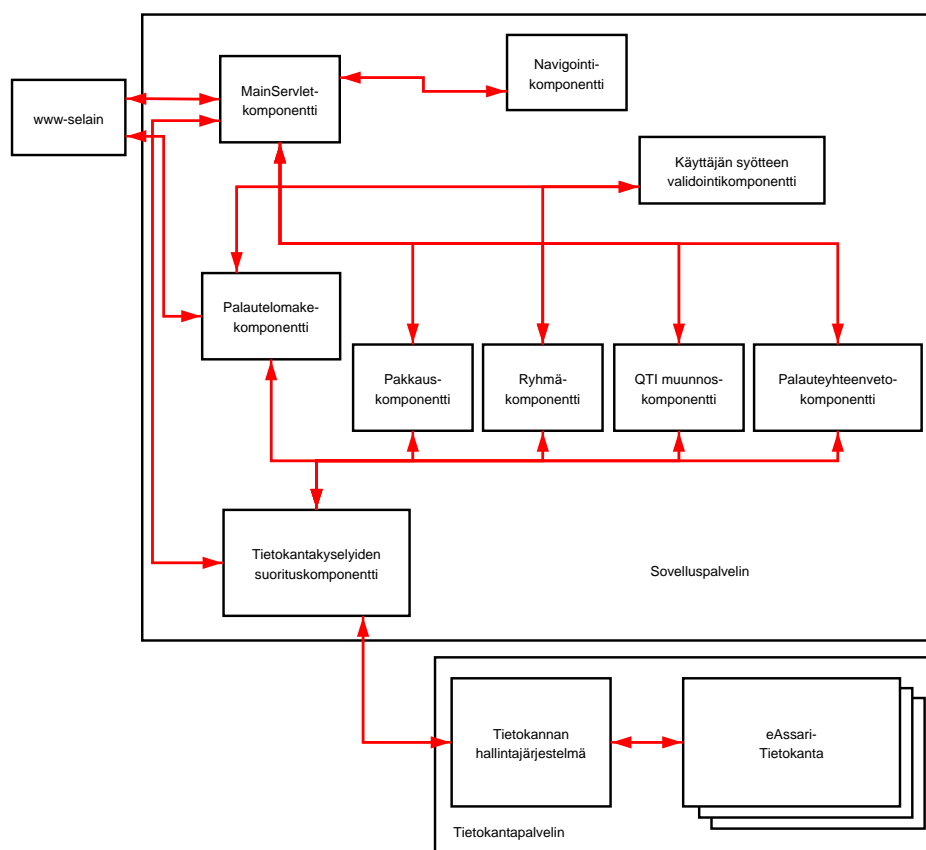 www-selain
MainServlet-
komponentti
Navigointi-
komponentti
Käyttäjän syötteen
validointikomponentti
Palautelomake-
komponentti
Pakkaus-
komponentti
Ryhmä-
komponentti
QTI muunnos-
komponentti
Palauteyhteenveto-
komponentti
Tietokantakyselyiden
suorituskomponentti
Sovelluspalvelin
Tietokannan
hallintajärjestelmä
eAssari-
Tietokanta
Tietokantapalvelin